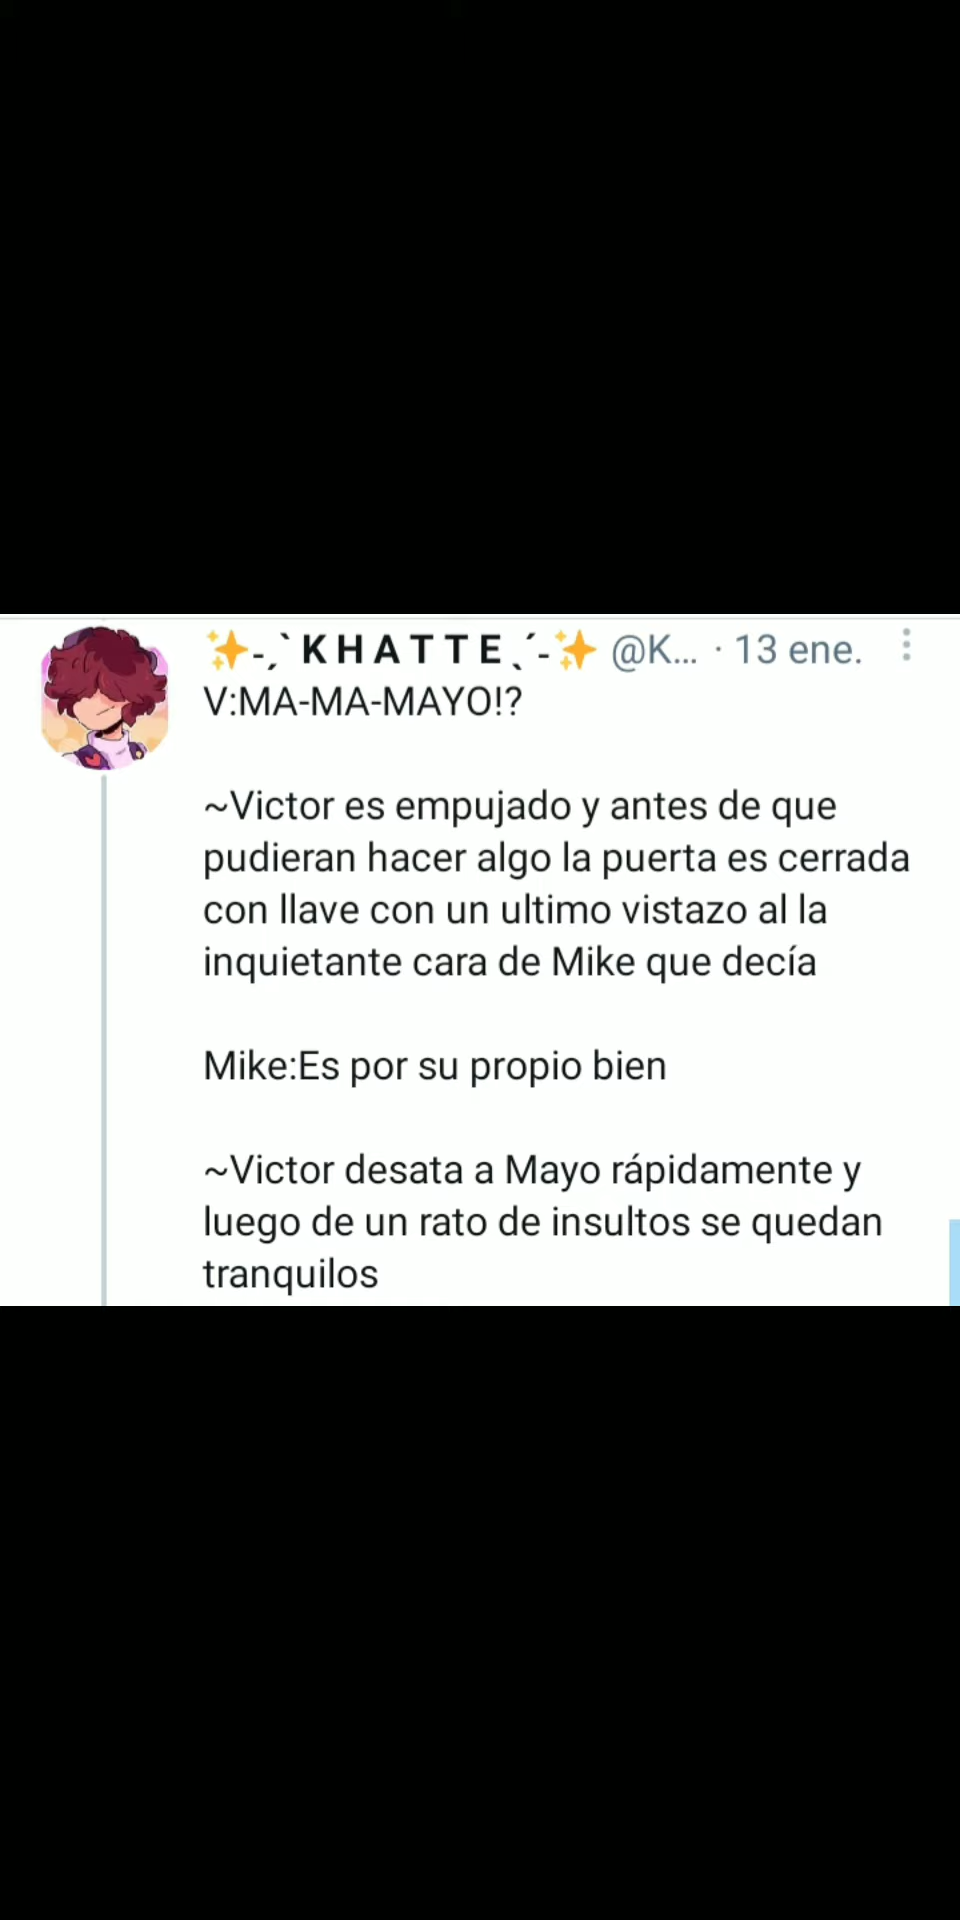 ✨-ˏ`KHATTEˎ´-✨ @K... · 13 ene.
V:MA-MA-MAYO!?
~Victor es empujado y antes de que
pudieran hacer algo la puerta es cerrada
con llave con un ultimo vistazo al la
inquietante cara de Mike que decía
Mike:Es por su propio bien
~Victor desata a Mayo rápidamente y
luego de un rato de insultos se quedan
tranquilos